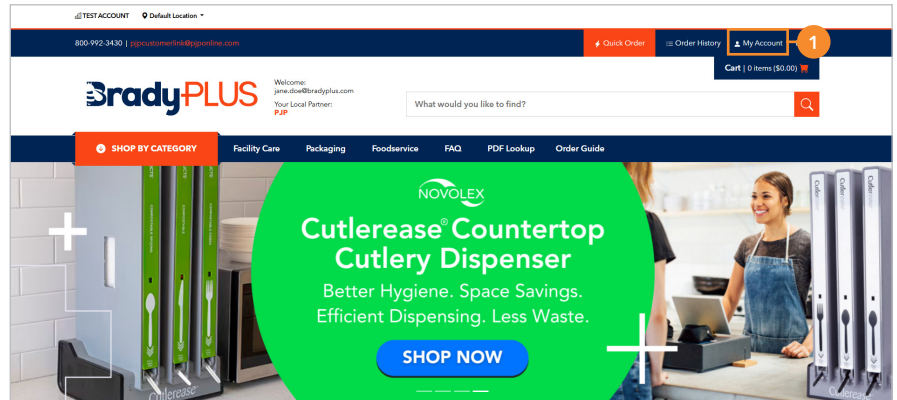 TEST ACCOUNT Default Location
800-992-3430 | pjpcustomerlink@pjponline.com Quick Order Order History My Account 1
Cart | 0 items ($0.00)
BradyPLUS
Welcome:
jane.doe@bradyplus.com
Your Local Partner:
PJP
What would you like to find?
SHOP BY CATEGORY Facility Care Packaging Foodservice FAQ PDF Lookup Order Guide
NOVOLEX
Cutlerease® Countertop
Cutlery Dispenser
Better Hygiene. Space Savings.
Efficient Dispensing. Less Waste.
SHOP NOW
Cutlerease
Cutlerease